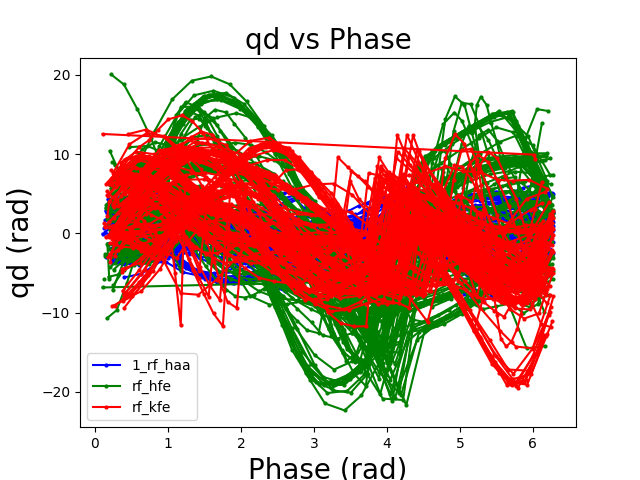 qd vs Phase
qd (rad)
20
10
0
−10
−20
1_rf_haa
rf_hfe
rf_kfe
0 1 2 3 4 5 6
Phase (rad)